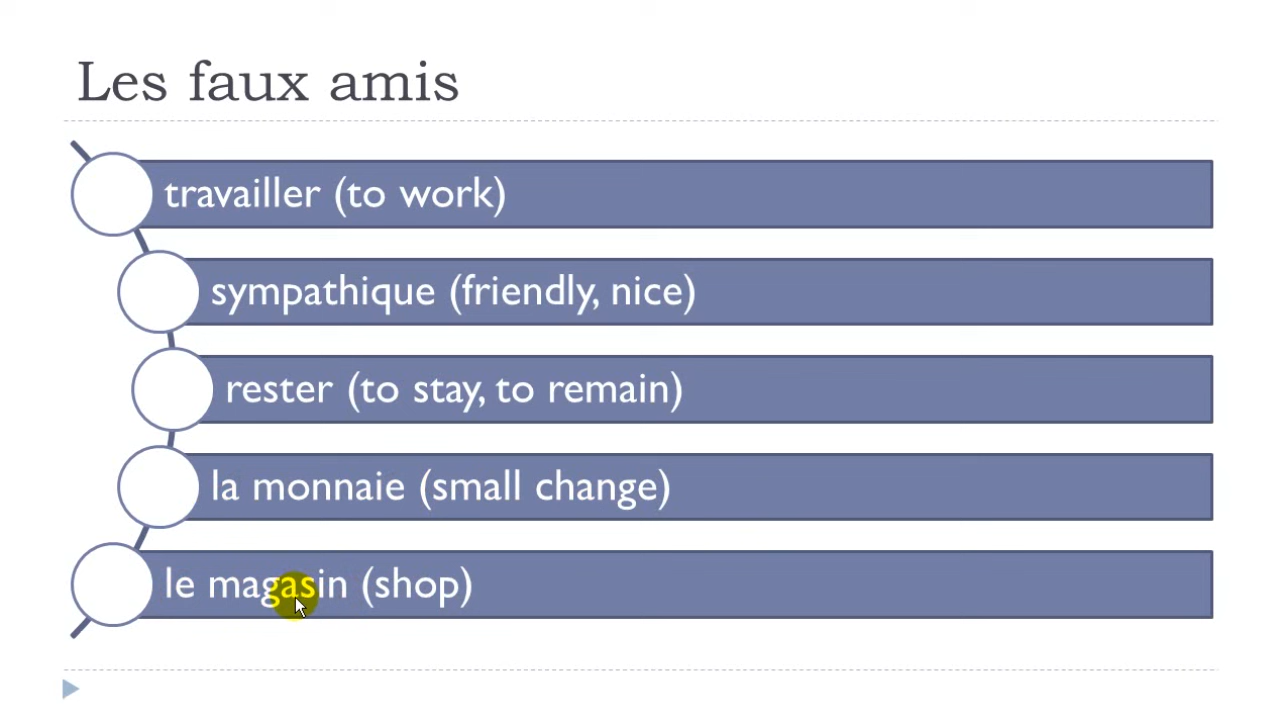 Les faux amis
travailler (to work)
sympathique (friendly, nice)
rester (to stay, to remain)
la monnaie (small change)
le magasin (shop)